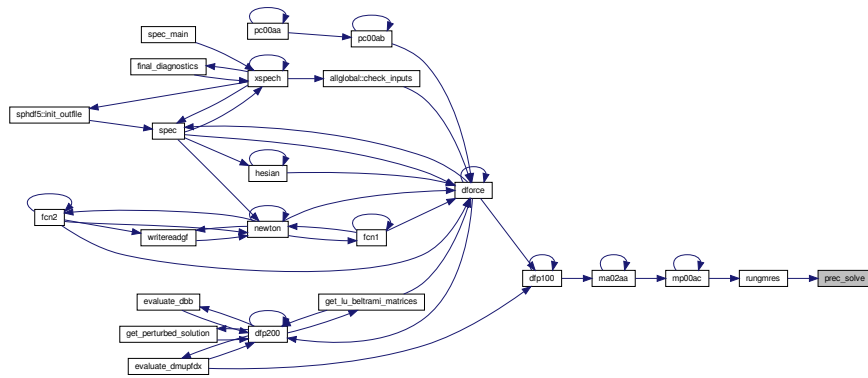 pc00aa
spec_main
pc00ab
final_diagnostics
xspech
allglobal::check_inputs
sphdf5::init_outfile
spec
hesian
dforce
fcn2
newton
writereadgf
fcn1
dfp100
ma02aa
mp00ac
rungmres
prec_solve
evaluate_dbb
get_lu_beltrami_matrices
get_perturbed_solution
dfp200
evaluate_dmupfdx